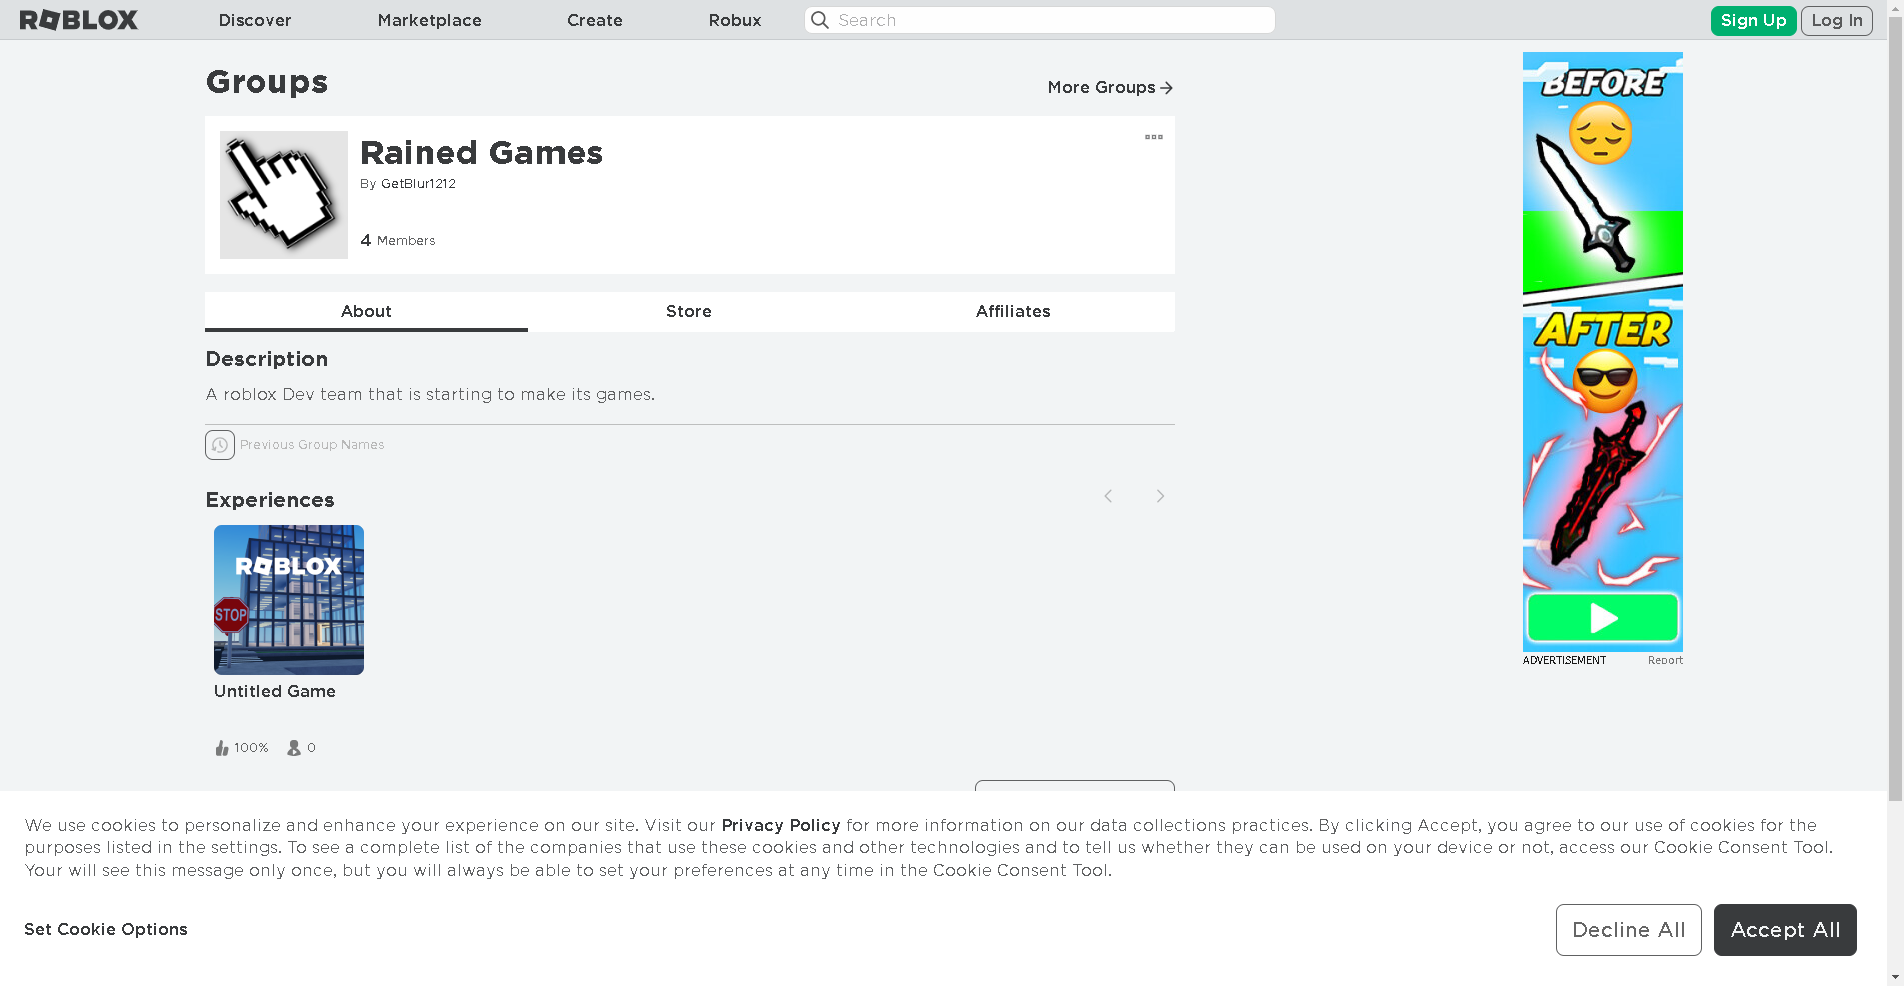 ROBLOX
Discover
Marketplace
Create
Robux
Search
Sign Up
Log In
Groups
More Groups
Rained Games
By GetBlur1212
4 Members
About
Store
Affiliates
Description
A roblox Dev team that is starting to make its games.
Previous Group Names
Experiences
ROBLOX
STOP
Untitled Game
100%
0
BEFORE
AFTER
ADVERTISEMENT
Report
We use cookies to personalize and enhance your experience on our site. Visit our Privacy Policy for more information on our data collections practices. By clicking Accept, you agree to our use of cookies for the
purposes listed in the settings. To see a complete list of the companies that use these cookies and other technologies and to tell us whether they can be used on your device or not, access our Cookie Consent Tool.
Your will see this message only once, but you will always be able to set your preferences at any time in the Cookie Consent Tool.
Set Cookie Options
Decline All
Accept All